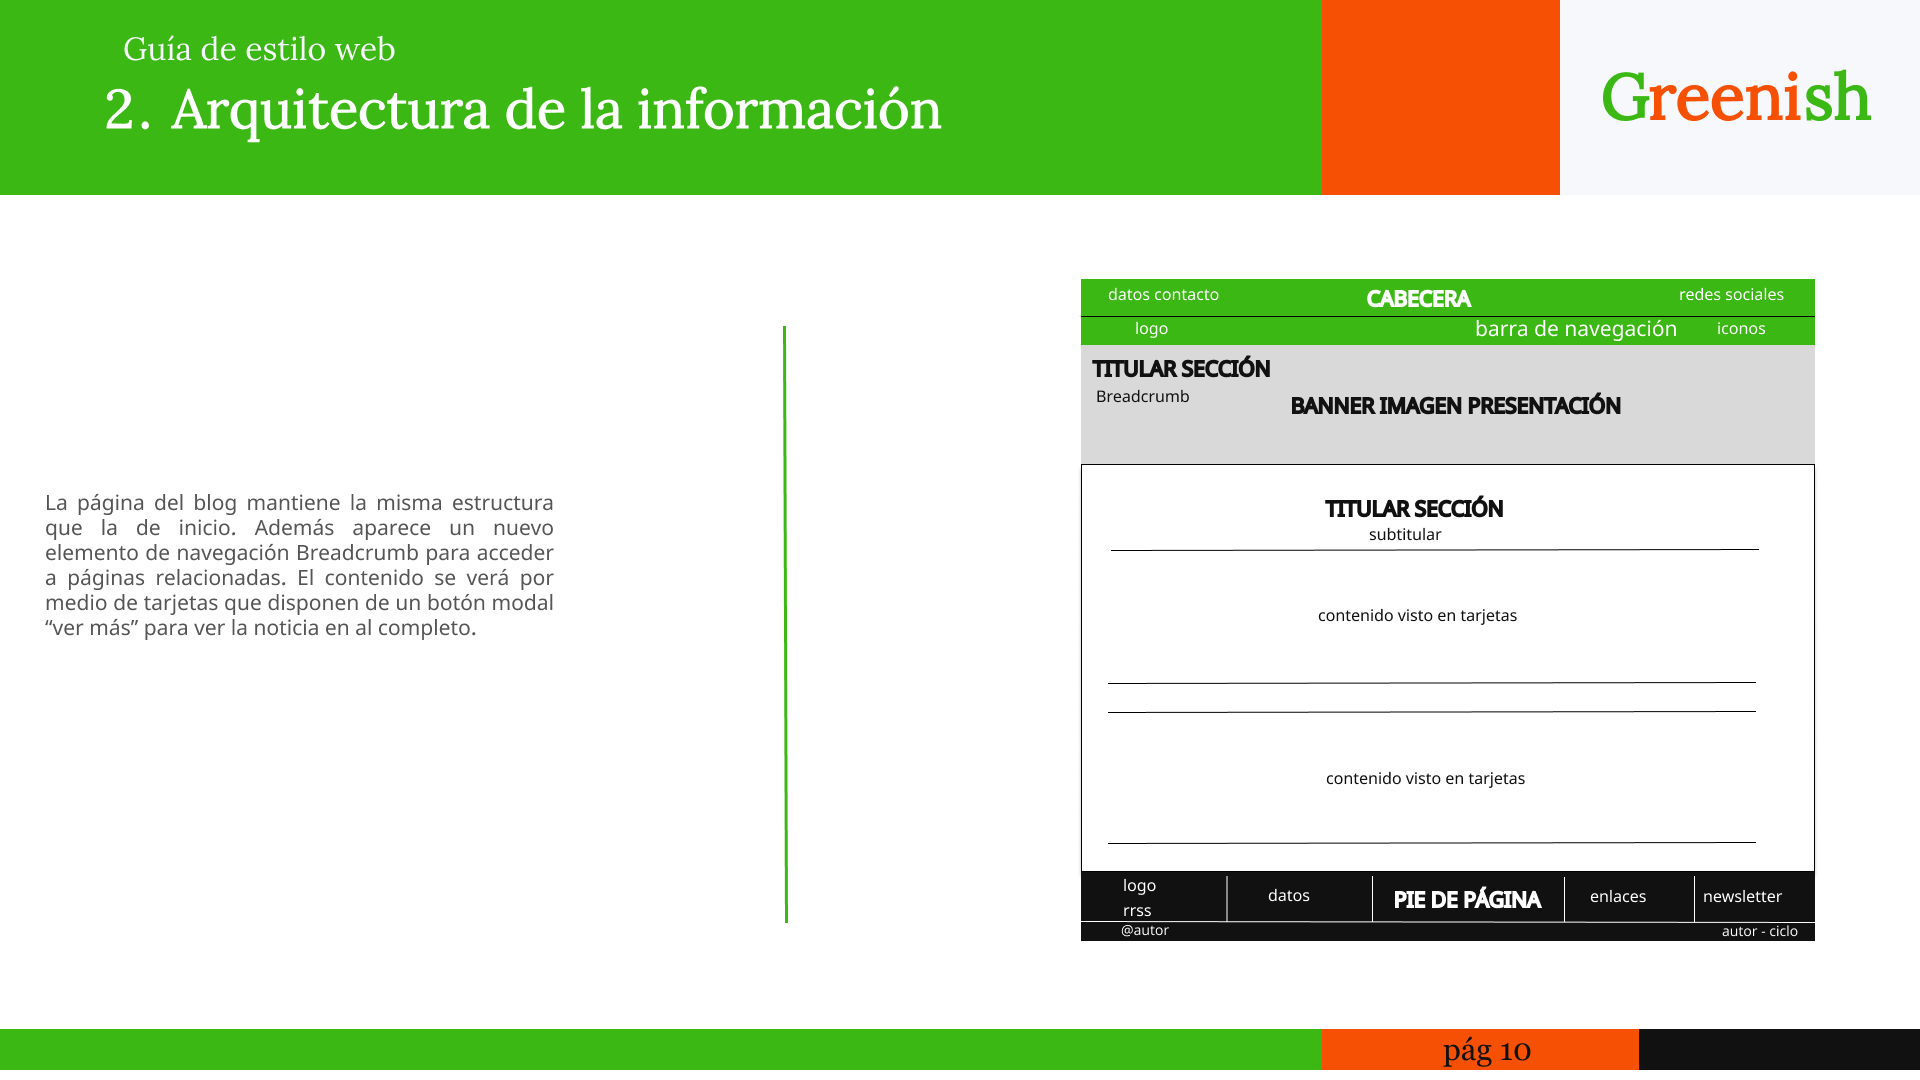 Guía de estilo web
2. Arquitectura de la información
Greenish
La página del blog mantiene la misma estructura
que la de inicio. Además aparece un nuevo
elemento de navegación Breadcrumb para acceder
a páginas relacionadas. El contenido se verá por
medio de tarjetas que disponen de un botón modal
“ver más” para ver la noticia en al completo.
datos contacto CABECERA redes sociales
logo barra de navegación iconos
TITULAR SECCIÓN
Breadcrumb
BANNER IMAGEN PRESENTACIÓN
TITULAR SECCIÓN
subtitular
contenido visto en tarjetas
contenido visto en tarjetas
logo
rrss
datos
PIE DE PÁGINA
enlaces
newsletter
@autor
autor - ciclo
pág 10